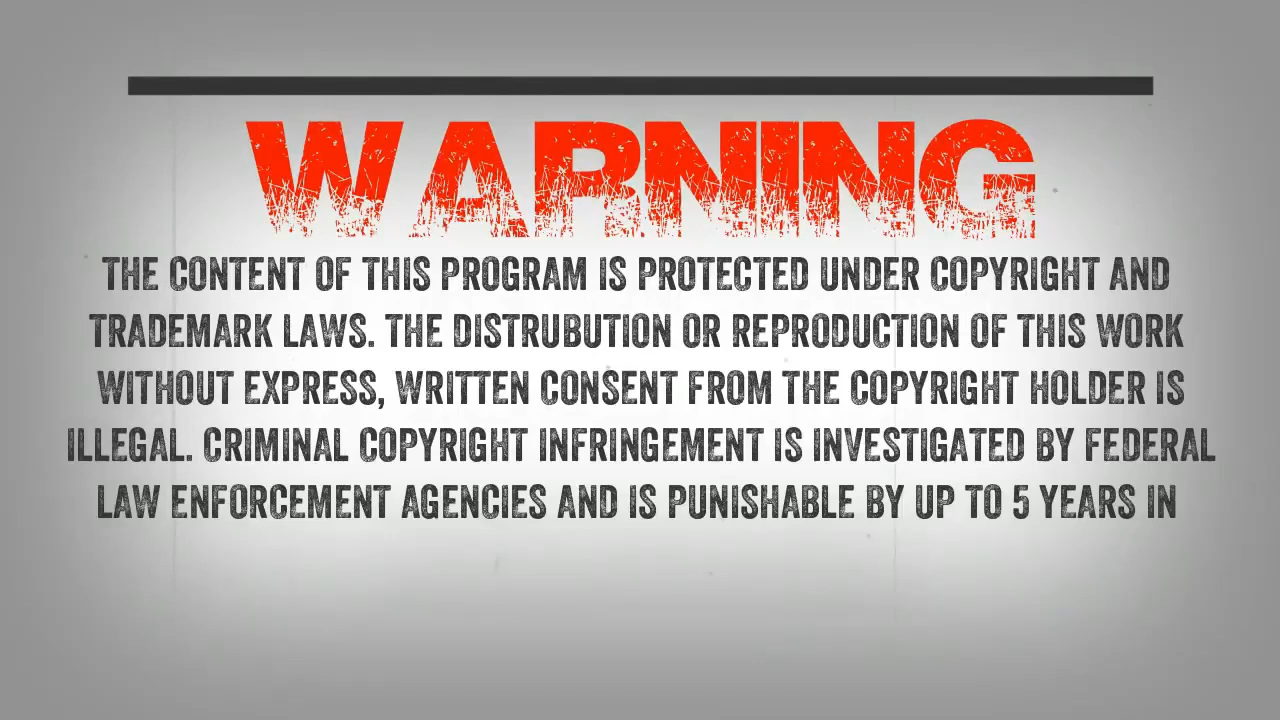 WARNING
THE CONTENT OF THIS PROGRAM IS PROTECTED UNDER COPYRIGHT AND
TRADEMARK LAWS. THE DISTRUBUTION OR REPRODUCTION OF THIS WORK
WITHOUT EXPRESS, WRITTEN CONSENT FROM THE COPYRIGHT HOLDER IS
ILLEGAL. CRIMINAL COPYRIGHT INFRINGEMENT IS INVESTIGATED BY FEDERAL
LAW ENFORCEMENT AGENCIES AND IS PUNISHABLE BY UP TO 5 YEARS IN